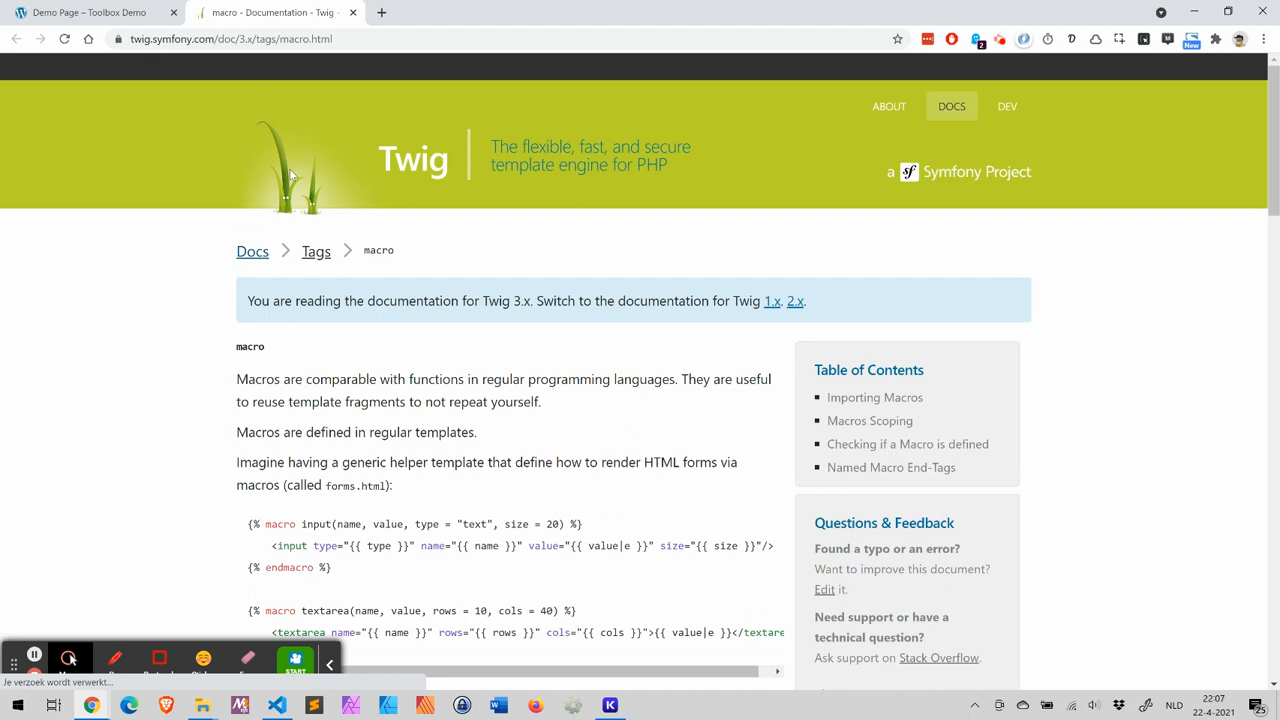 Demo Page – Toolbox Demo
macro - Documentation - Twig -
twig.symfony.com/doc/3.x/tags/macro.html
2
New
ABOUT DOCS DEV
Twig
The flexible, fast, and secure
template engine for PHP
a sf Symfony Project
Docs > Tags > macro
You are reading the documentation for Twig 3.x. Switch to the documentation for Twig 1.x. 2.x.
macro
Macros are comparable with functions in regular programming languages. They are useful
to reuse template fragments to not repeat yourself.
Macros are defined in regular templates.
Imagine having a generic helper template that define how to render HTML forms via
macros (called forms.html):
{% macro input(name, value, type = "text", size = 20) %}
<input type="{{ type }}" name="{{ name }}" value="{{ value|e }}" size="{{ size }}"/>
{% endmacro %}
{% macro textarea(name, value, rows = 10, cols = 40) %}
<textarea name="{{ name }}" rows="{{ rows }}" cols="{{ cols }}">{{ value|e }}</textare
Table of Contents
Importing Macros
Macros Scoping
Checking if a Macro is defined
Named Macro End-Tags
Questions & Feedback
Found a typo or an error?
Want to improve this document?
Edit it.
Need support or have a
technical question?
Ask support on Stack Overflow.
START
Je verzoek wordt verwerkt...
NLD
22:07
22-4-2021
25